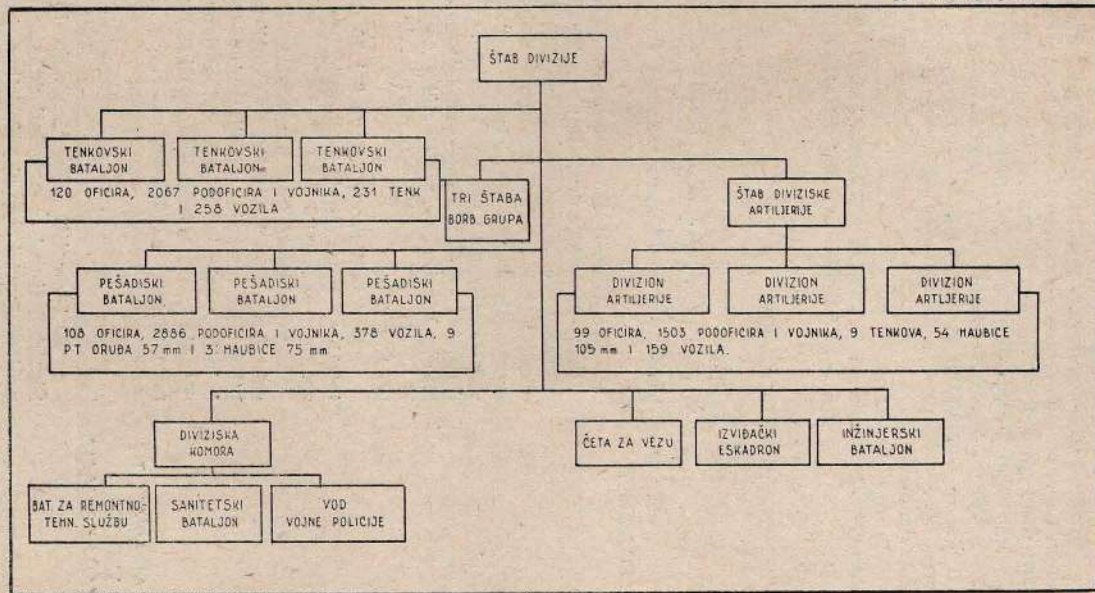 ŠTAB DIVIZIJE
TENKOVSKI
BATALJON
TENKOVSKI
BATALJON
TENKOVSKI
BATALJON
120 OFICIRA, 2067 PODOFICIRA I VOJNIKA, 231 TENK
I 258 VOZILA
TRI ŠTABA
BORB. GRUPA
ŠTAB DIVIZISKE
ARTILJERIJE
PEŠADISKI
BATALJON
PEŠADISKI
BATALJON
PEŠADISKI
BATALJON
108 OFICIRA, 2886 PODOFICIRA I VOJNIKA, 378 VOZILA, 9
PT ORUĐA 57 mm I 3 HAUBICE 75 mm
DIVIZION
ARTILJERIJE
DIVIZION
ARTILJERIJE
DIVIZION
ARTLJERIJE
99 OFICIRA, 1503 PODOFICIRA I VOJNIKA, 9 TENKOVA, 54 HAUBICE
105 mm I 159 VOZILA.
DIVIZISKA
KOMORA
ČETA ZA VEZU
IZVIĐAČKI
ESKADRON
INŽINJERSKI
BATALJON
BAT. ZA REMONTNO-
TEHN. SLUŽBU
SANITETSKI
BATALJON
VOD
VOJNE POLICIJE